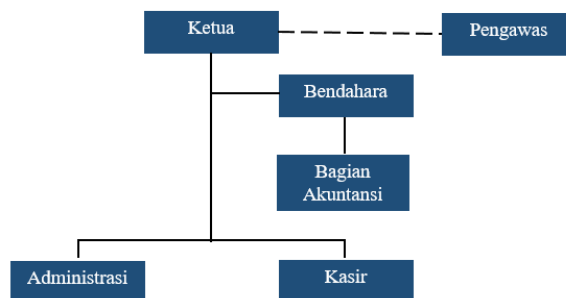 Ketua
Pengawas
Bendahara
Bagian
Akuntansi
Administrasi
Kasir